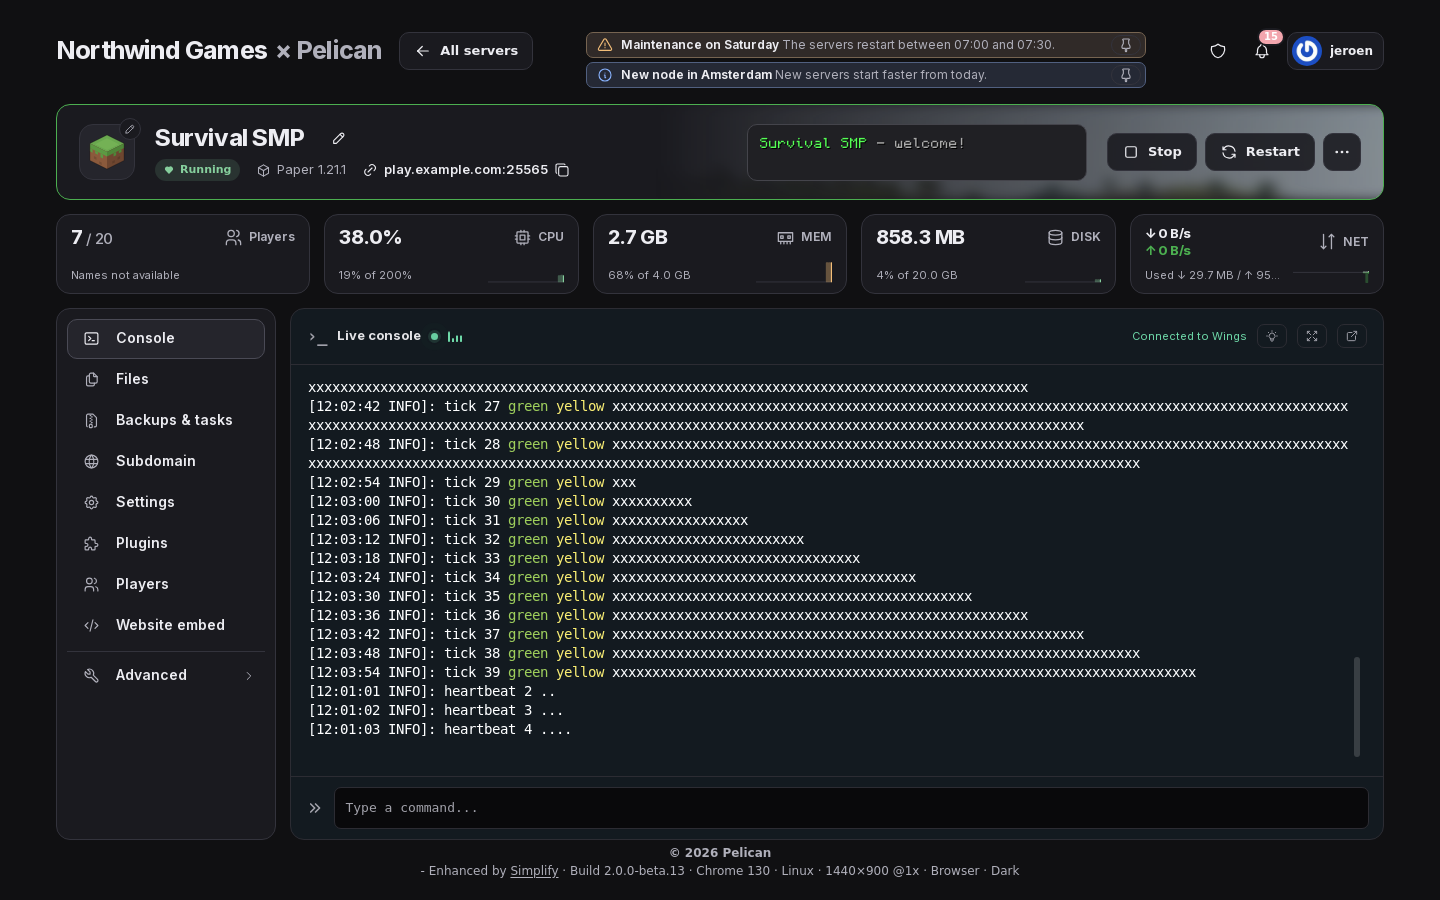 Northwind Games × Pelican
All servers
Maintenance on Saturday The servers restart between 07:00 and 07:30.
New node in Amsterdam New servers start faster from today.
15
jeroen
Survival SMP
Running
Paper 1.21.1
play.example.com:25565
Survival SMP - welcome!
Stop
Restart
7 / 20
Players
Names not available
38.0%
CPU
19% of 200%
2.7 GB
MEM
68% of 4.0 GB
858.3 MB
DISK
4% of 20.0 GB
↓ 0 B/s
↑ 0 B/s
NET
Used ↓ 29.7 MB / ↑ 95...
Console
Files
Backups & tasks
Subdomain
Settings
Plugins
Players
Website embed
Advanced
Live console
Connected to Wings
xxxxxxxxxxxxxxxxxxxxxxxxxxxxxxxxxxxxxxxxxxxxxxxxxxxxxxxxxxxxxxxxxxxxxxxxxxxxxxxxxxxxxxxxxx
[12:02:42 INFO]: tick 27 green yellow xxxxxxxxxxxxxxxxxxxxxxxxxxxxxxxxxxxxxxxxxxxxxxxxxxxxxxxxxxxxxxxxxxxxxxxxxxxxxxxxxxxxxxxxxxxx
xxxxxxxxxxxxxxxxxxxxxxxxxxxxxxxxxxxxxxxxxxxxxxxxxxxxxxxxxxxxxxxxxxxxxxxxxxxxxxxxxxxxxxxxxxxxxxxxx
[12:02:48 INFO]: tick 28 green yellow xxxxxxxxxxxxxxxxxxxxxxxxxxxxxxxxxxxxxxxxxxxxxxxxxxxxxxxxxxxxxxxxxxxxxxxxxxxxxxxxxxxxxxxxxxxx
xxxxxxxxxxxxxxxxxxxxxxxxxxxxxxxxxxxxxxxxxxxxxxxxxxxxxxxxxxxxxxxxxxxxxxxxxxxxxxxxxxxxxxxxxxxxxxxxxxxxxxxx
[12:02:54 INFO]: tick 29 green yellow xxx
[12:03:00 INFO]: tick 30 green yellow xxxxxxxxxx
[12:03:06 INFO]: tick 31 green yellow xxxxxxxxxxxxxxxxx
[12:03:12 INFO]: tick 32 green yellow xxxxxxxxxxxxxxxxxxxxxxxx
[12:03:18 INFO]: tick 33 green yellow xxxxxxxxxxxxxxxxxxxxxxxxxxxxxxx
[12:03:24 INFO]: tick 34 green yellow xxxxxxxxxxxxxxxxxxxxxxxxxxxxxxxxxxxxxx
[12:03:30 INFO]: tick 35 green yellow xxxxxxxxxxxxxxxxxxxxxxxxxxxxxxxxxxxxxxxxxxxxx
[12:03:36 INFO]: tick 36 green yellow xxxxxxxxxxxxxxxxxxxxxxxxxxxxxxxxxxxxxxxxxxxxxxxxxxxx
[12:03:42 INFO]: tick 37 green yellow xxxxxxxxxxxxxxxxxxxxxxxxxxxxxxxxxxxxxxxxxxxxxxxxxxxxxxxxxxx
[12:03:48 INFO]: tick 38 green yellow xxxxxxxxxxxxxxxxxxxxxxxxxxxxxxxxxxxxxxxxxxxxxxxxxxxxxxxxxxxxxxxxxx
[12:03:54 INFO]: tick 39 green yellow xxxxxxxxxxxxxxxxxxxxxxxxxxxxxxxxxxxxxxxxxxxxxxxxxxxxxxxxxxxxxxxxxxxxxxxxx
[12:01:01 INFO]: heartbeat 2 ..
[12:01:02 INFO]: heartbeat 3 ...
[12:01:03 INFO]: heartbeat 4 ....
Type a command...
© 2026 Pelican
- Enhanced by Simplify · Build 2.0.0-beta.13 · Chrome 130 · Linux · 1440×900 @1x · Browser · Dark